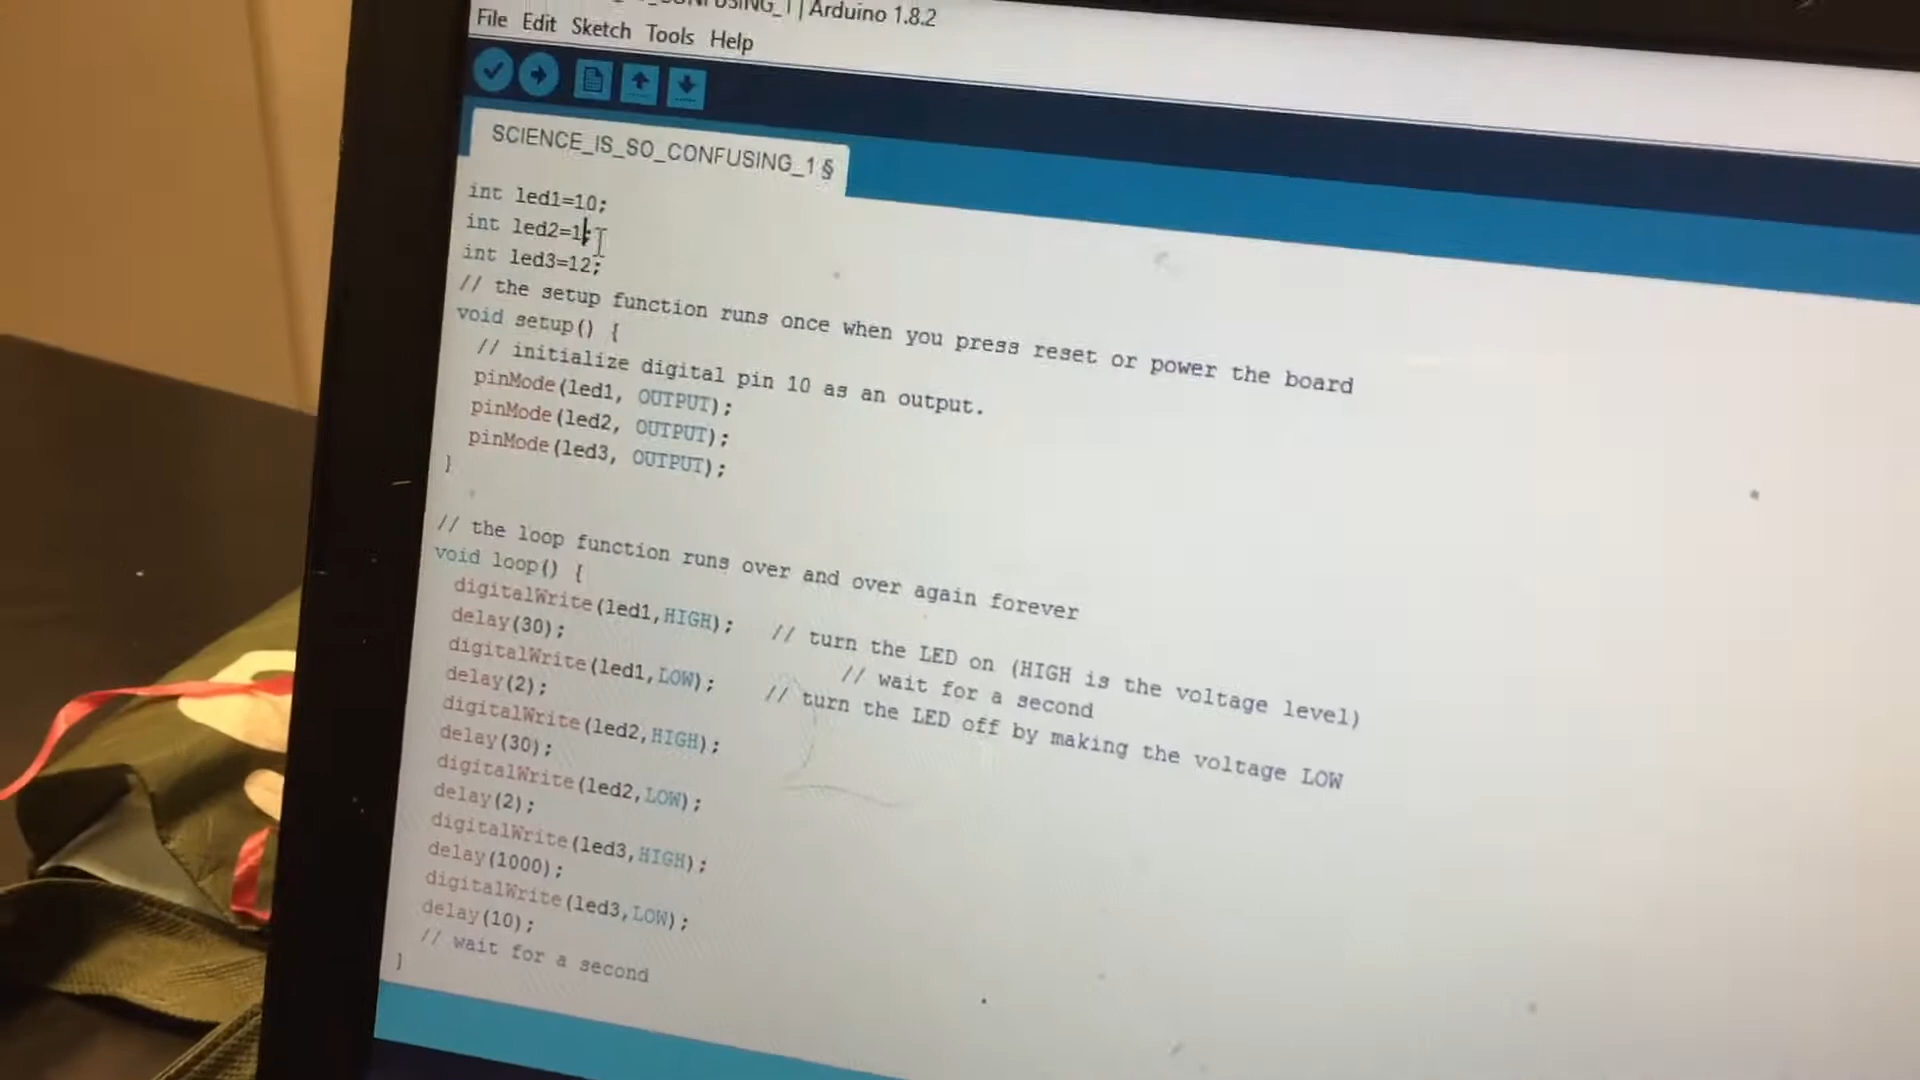 _CONFUSING_1 | Arduino 1.8.2
File Edit Sketch Tools Help
SCIENCE_IS_SO_CONFUSING_1 §
int led1=10;
int led2=1;
int led3=12;
// the setup function runs once when you press reset or power the board
void setup() {
// initialize digital pin 10 as an output.
pinMode(led1, OUTPUT);
pinMode(led2, OUTPUT);
pinMode(led3, OUTPUT);
}
// the loop function runs over and over again forever
void loop() {
digitalWrite(led1,HIGH); // turn the LED on (HIGH is the voltage level)
delay(30); // wait for a second
digitalWrite(led1,LOW); // turn the LED off by making the voltage LOW
delay(2);
digitalWrite(led2,HIGH);
delay(30);
digitalWrite(led2,LOW);
delay(2);
digitalWrite(led3,HIGH);
delay(1000);
digitalWrite(led3,LOW);
delay(10);
// wait for a second
}